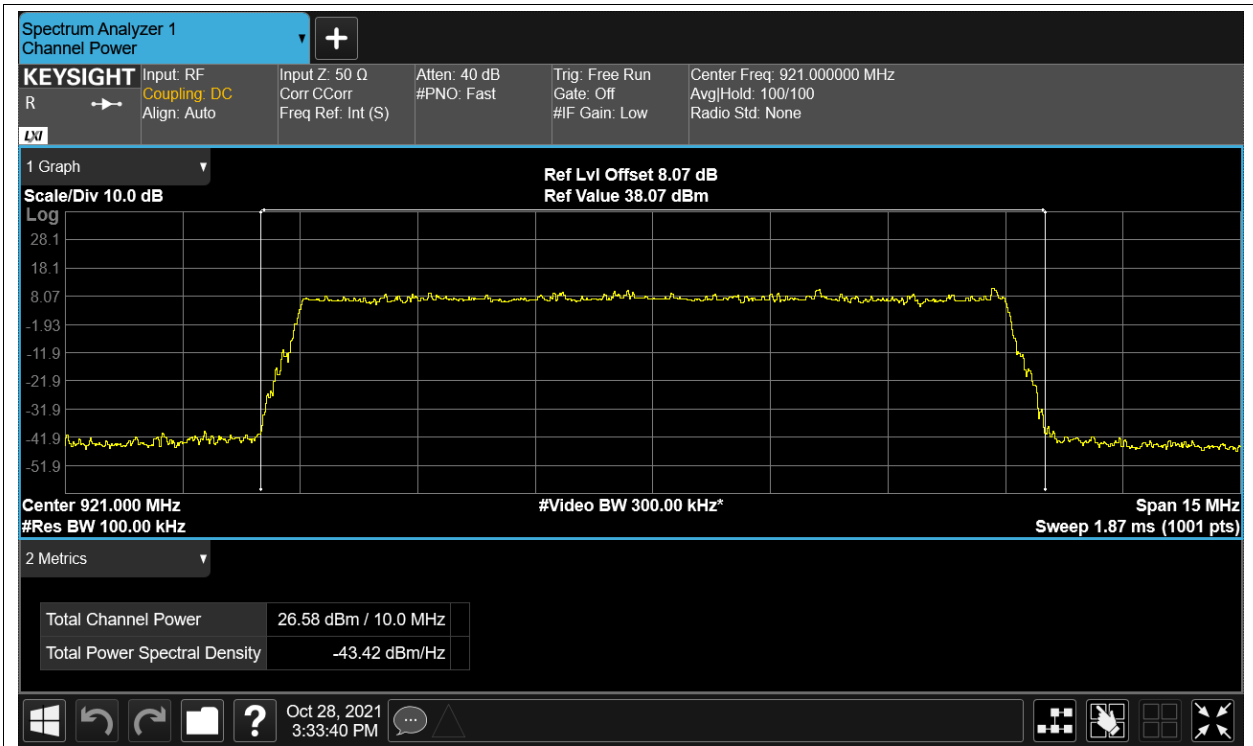 Spectrum Analyzer 1
Channel Power
KEYSIGHT Input: RF Input Z: 50 Ω Atten: 40 dB Trig: Free Run Center Freq: 921.000000 MHz
R Coupling: DC Corr CCorr #PNO: Fast Gate: Off Avg|Hold: 100/100
Align: Auto Freq Ref: Int (S) #IF Gain: Low Radio Std: None
LXI
1 Graph
Ref Lvl Offset 8.07 dB
Scale/Div 10.0 dB Ref Value 38.07 dBm
Log
28.1
18.1
8.07
-1.93
-11.9
-21.9
-31.9
-41.9
-51.9
Center 921.000 MHz #Video BW 300.00 kHz* Span 15 MHz
#Res BW 100.00 kHz Sweep 1.87 ms (1001 pts)
2 Metrics
Total Channel Power 26.58 dBm / 10.0 MHz
Total Power Spectral Density -43.42 dBm/Hz
? Oct 28, 2021
3:33:40 PM